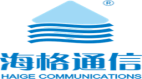 ®
海格通信
HAIGE COMMUNICATIONS